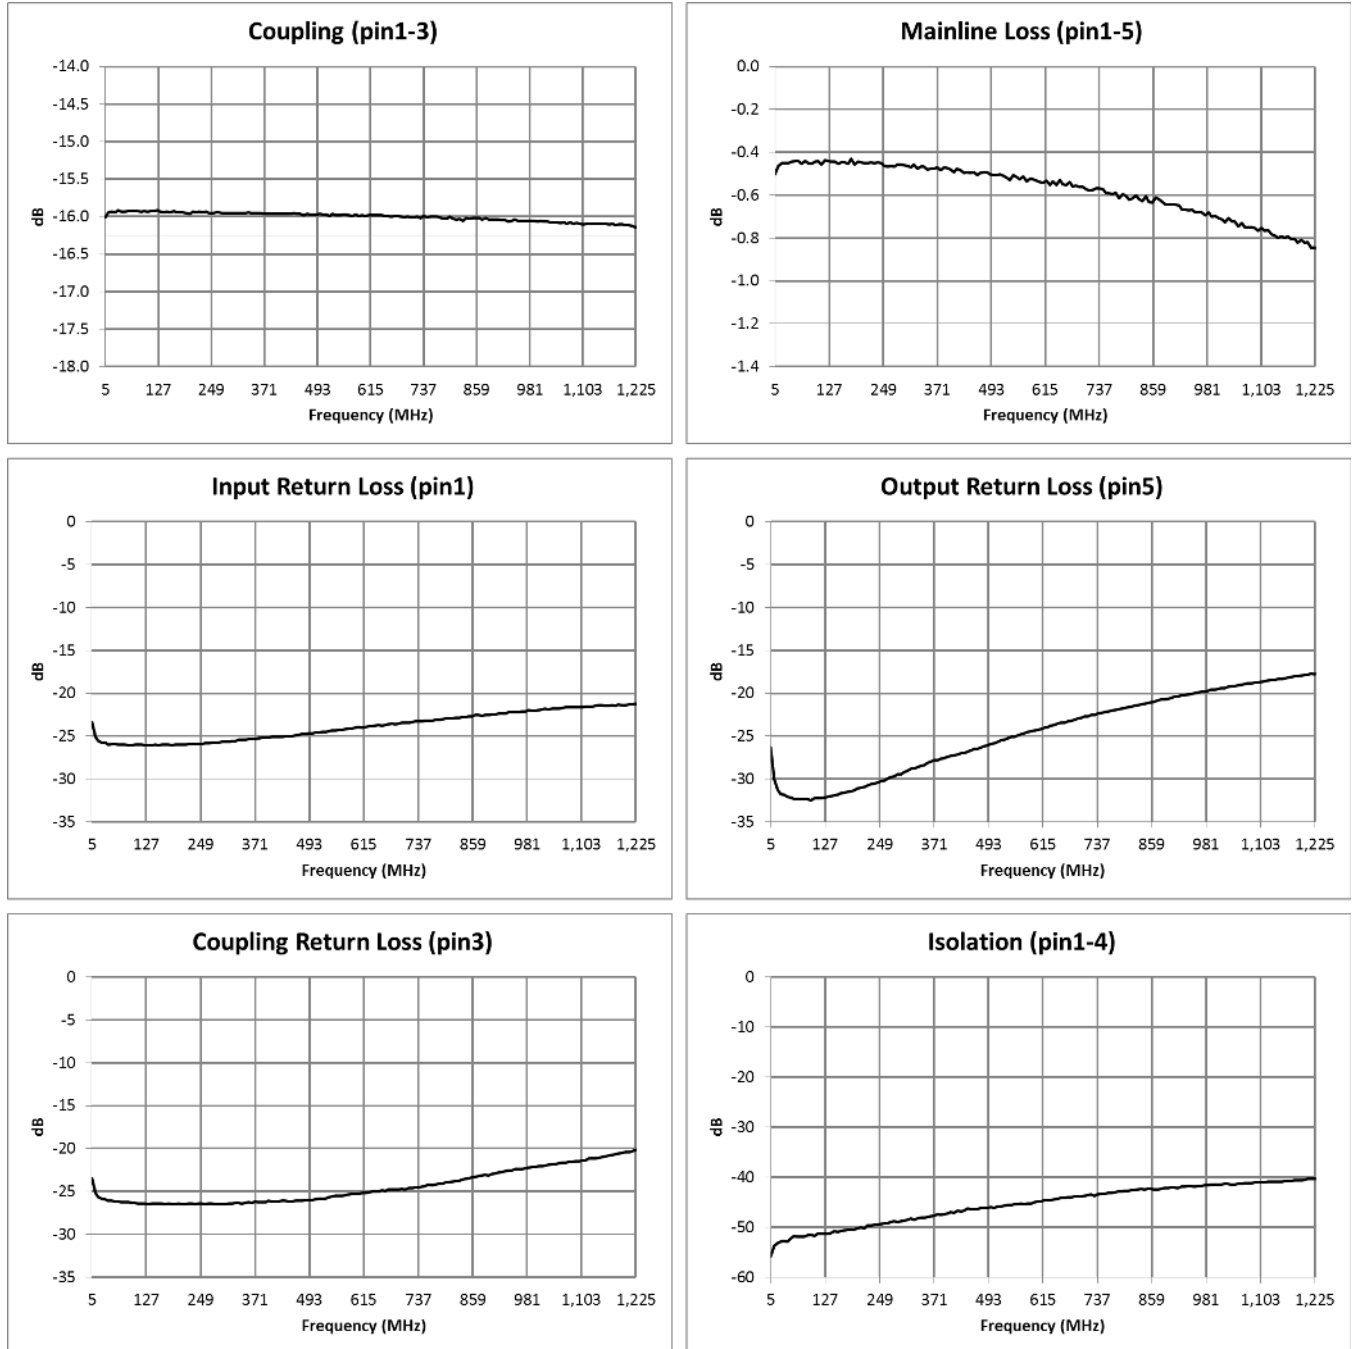 Coupling (pin1-3)
-14.0
-14.5
-15.0
-15.5
-16.0
-16.5
-17.0
-17.5
-18.0
dB
5 127 249 371 493 615 737 859 981 1,103 1,225
Frequency (MHz)
Mainline Loss (pin1-5)
0.0
-0.2
-0.4
-0.6
-0.8
-1.0
-1.2
-1.4
dB
5 127 249 371 493 615 737 859 981 1,103 1,225
Frequency (MHz)
Input Return Loss (pin1)
0
-5
-10
-15
-20
-25
-30
-35
dB
5 127 249 371 493 615 737 859 981 1,103 1,225
Frequency (MHz)
Output Return Loss (pin5)
0
-5
-10
-15
-20
-25
-30
-35
dB
5 127 249 371 493 615 737 859 981 1,103 1,225
Frequency (MHz)
Coupling Return Loss (pin3)
0
-5
-10
-15
-20
-25
-30
-35
dB
5 127 249 371 493 615 737 859 981 1,103 1,225
Frequency (MHz)
Isolation (pin1-4)
0
-10
-20
-30
-40
-50
-60
dB
5 127 249 371 493 615 737 859 981 1,103 1,225
Frequency (MHz)